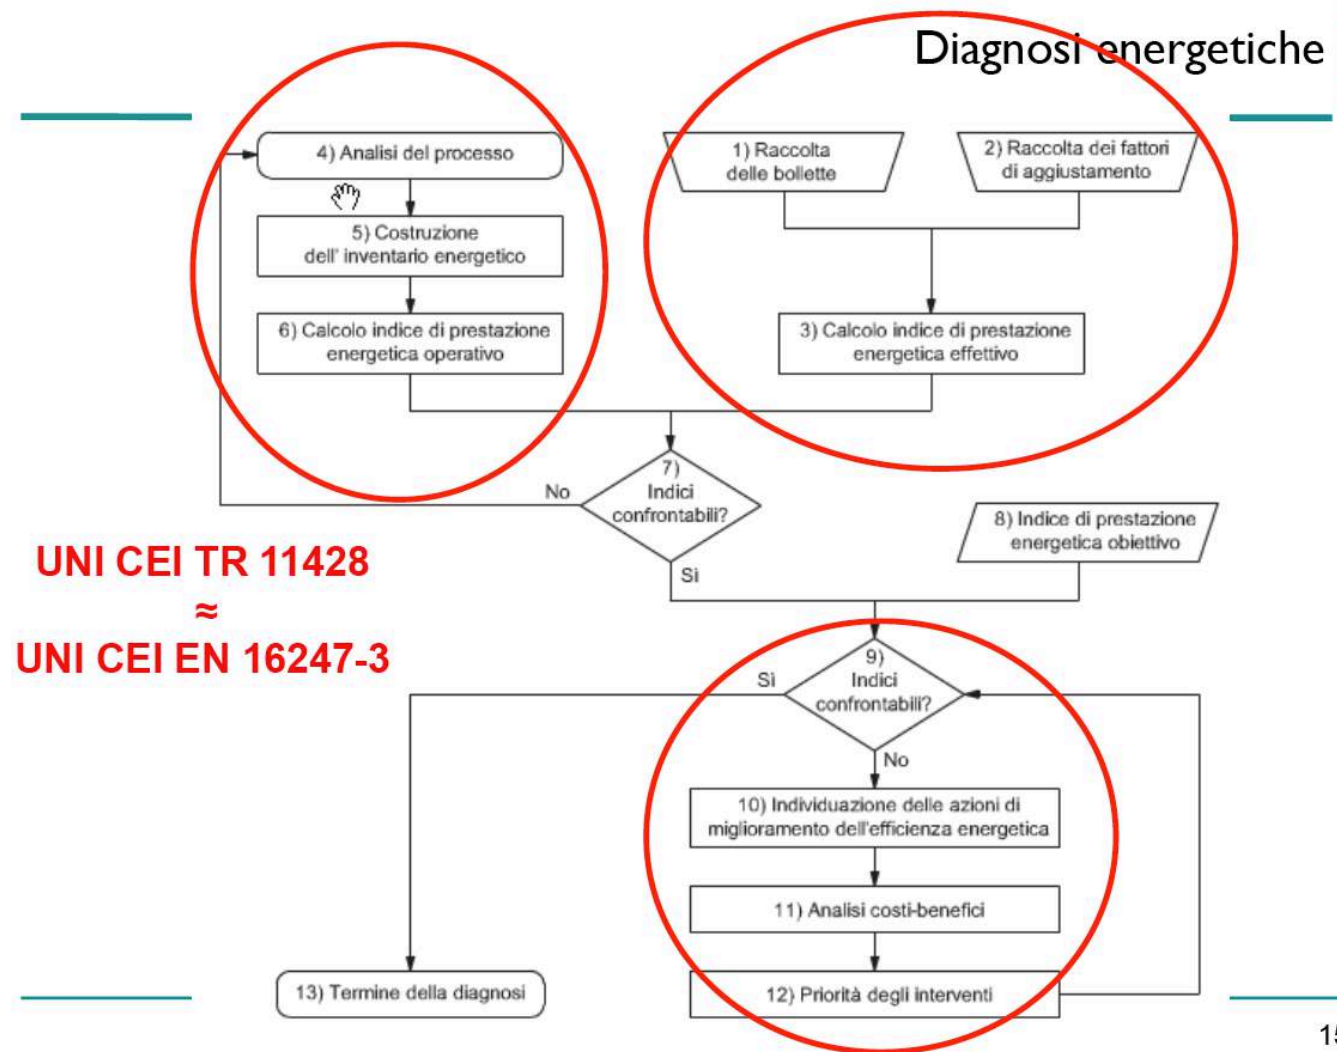 Diagnosi energetiche
4) Analisi del processo
1) Raccolta
delle bollette
2) Raccolta dei fattori
di aggiustamento
5) Costruzione
dell' inventario energetico
6) Calcolo indice di prestazione
energetica operativo
3) Calcolo indice di prestazione
energetica effettivo
7)
Indici
confrontabili?
No
Sì
8) Indice di prestazione
energetica obiettivo
UNI CEI TR 11428
≈
UNI CEI EN 16247-3
9)
Indici
confrontabili?
Sì
No
10) Individuazione delle azioni di
miglioramento dell'efficienza energetica
11) Analisi costi-benefici
12) Priorità degli interventi
13) Termine della diagnosi
15